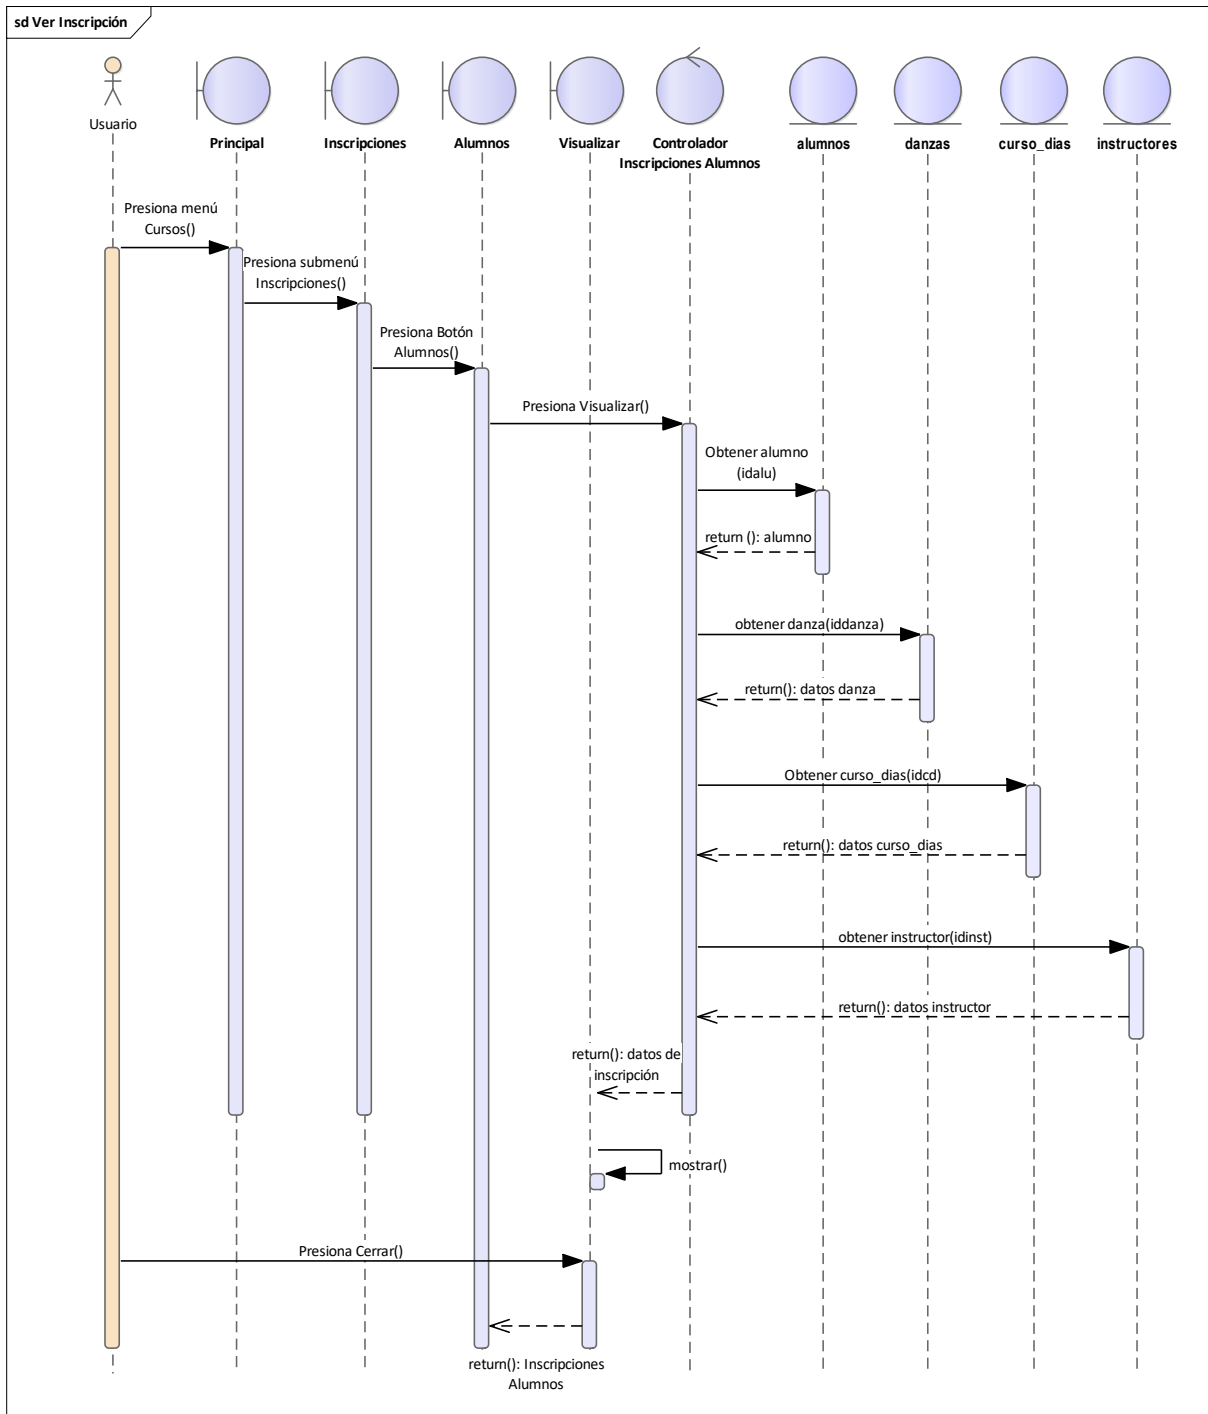 sd Ver Inscripción
Usuario
Principal
Inscripciones
Alumnos
Visualizar
Controlador
Inscripciones Alumnos
alumnos
danzas
curso_dias
instructores
Presiona menú
Cursos()
Presiona submenú
Inscripciones()
Presiona Botón
Alumnos()
Presiona Visualizar()
Obtener alumno
(idalu)
return (): alumno
obtener danza(iddanza)
return(): datos danza
Obtener curso_dias(idcd)
return(): datos curso_dias
obtener instructor(idinst)
return(): datos instructor
return(): datos de
inscripción
mostrar()
Presiona Cerrar()
return(): Inscripciones
Alumnos